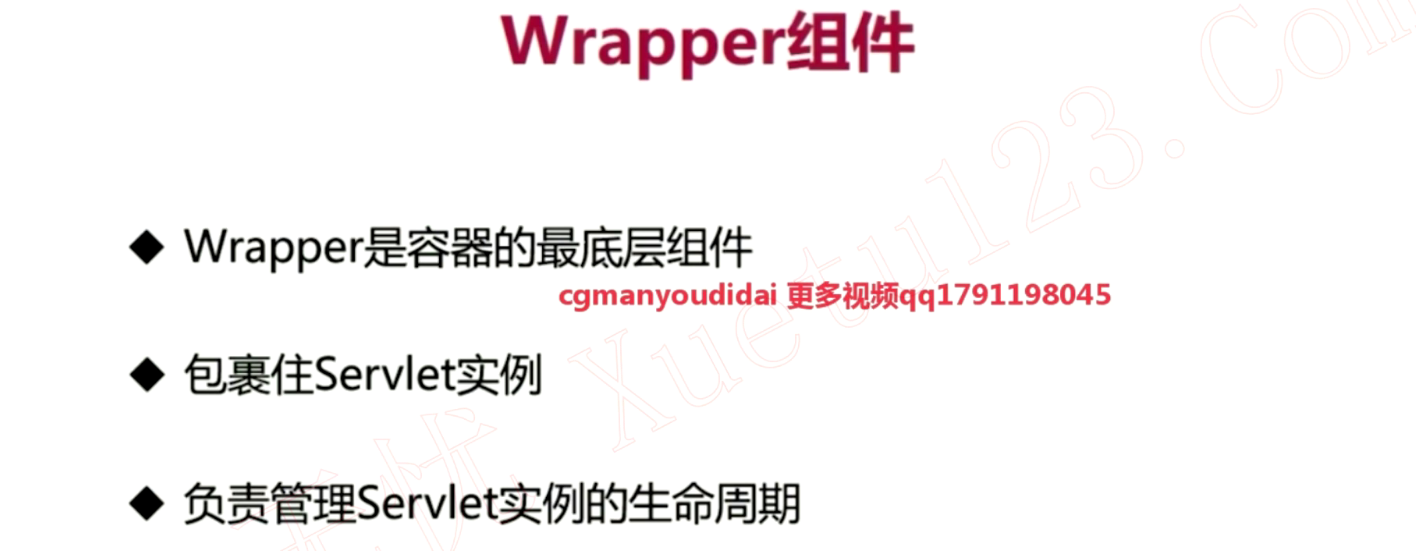 Wrapper组件
◆ Wrapper是容器的最底层组件
cgmanyoudidai 更多视频qq1791198045
◆ 包裹住Servlet实例
◆ 负责管理Servlet实例的生命周期
无忧 Xuetu123.Com